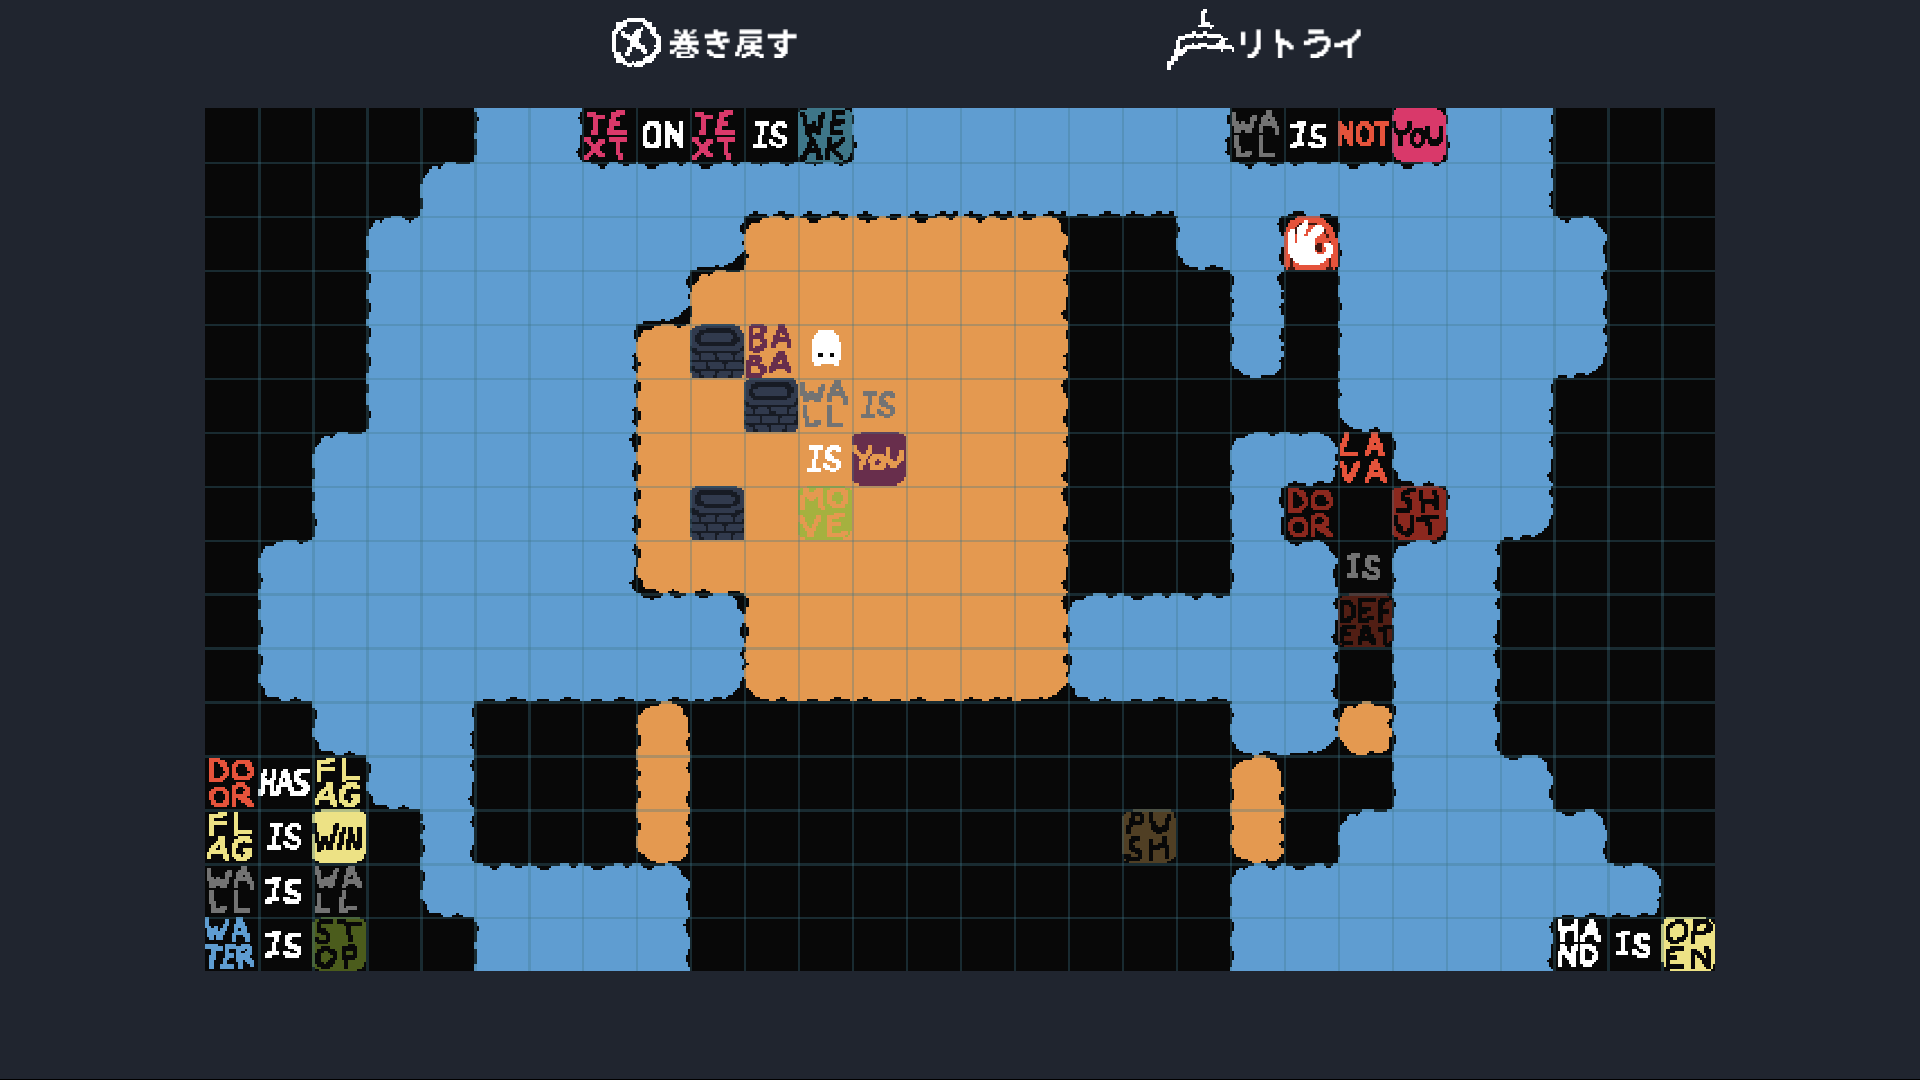 巻き戻す リトライ
TEXT ON TEXT IS WEAK WALL IS NOT YOU
BABA
WALL IS
IS YOU LAVA
MOVE DOOR SHUT
IS
DEFEAT
DOOR HAS FLAG
FLAG IS WIN PUSH
WALL IS WALL
WATER IS STOP HAND IS OPEN